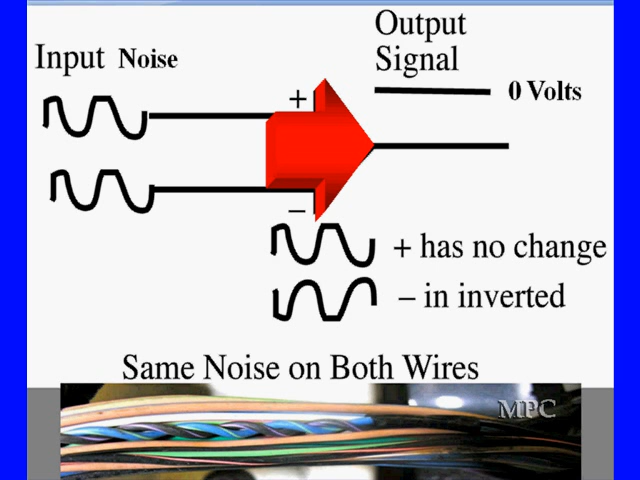 Output
Signal
Input Noise
+
0 Volts
–
+ has no change
– in inverted
Same Noise on Both Wires
MPC